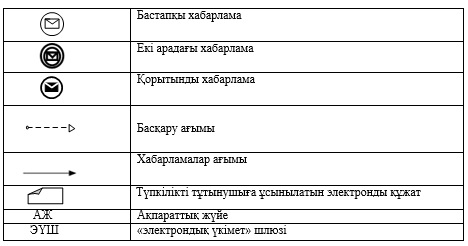 Бастапқы хабарлама
Екі арадағы хабарлама
Қорытынды хабарлама
Басқару ағымы
Хабарламалар ағымы
Түпкілікті тұтынушыға ұсынылатын электронды құжат
АЖ Ақпараттық жүйе
ЭҮШ «электрондық үкімет» шлюзі